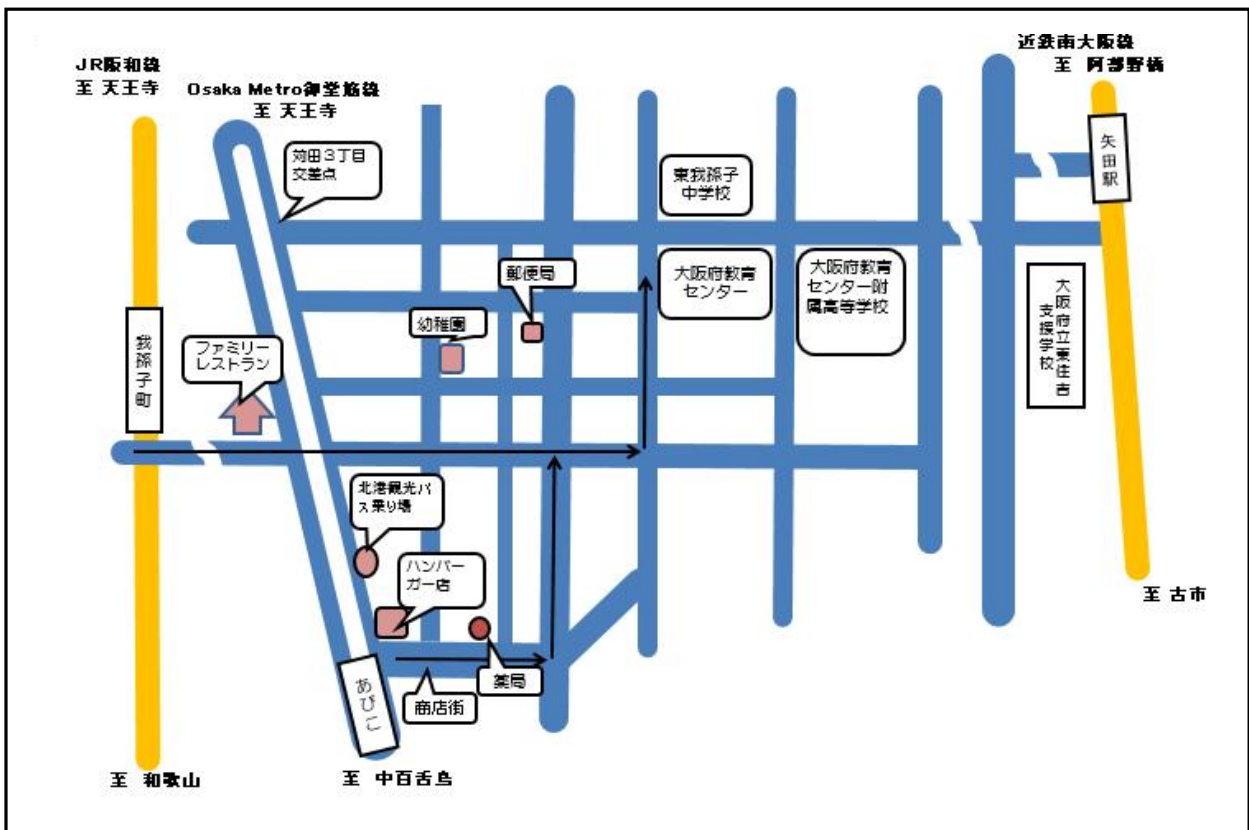 JR阪和線
至 天王寺
Osaka Metro御堂筋線
至 天王寺
近鉄南大阪線
至 阿部野橋
矢田駅
苅田3丁目
交差点
東我孫子
中学校
郵便局
大阪府教育
センター
大阪府教育
センター附
属高等学校
大阪府立東住吉
支援学校
幼稚園
ファミリー
レストラン
我孫子町
北港観光バ
ス乗り場
ハンバー
ガー店
至 古市
あびこ
商店街
薬局
至 和歌山
至 中百舌鳥